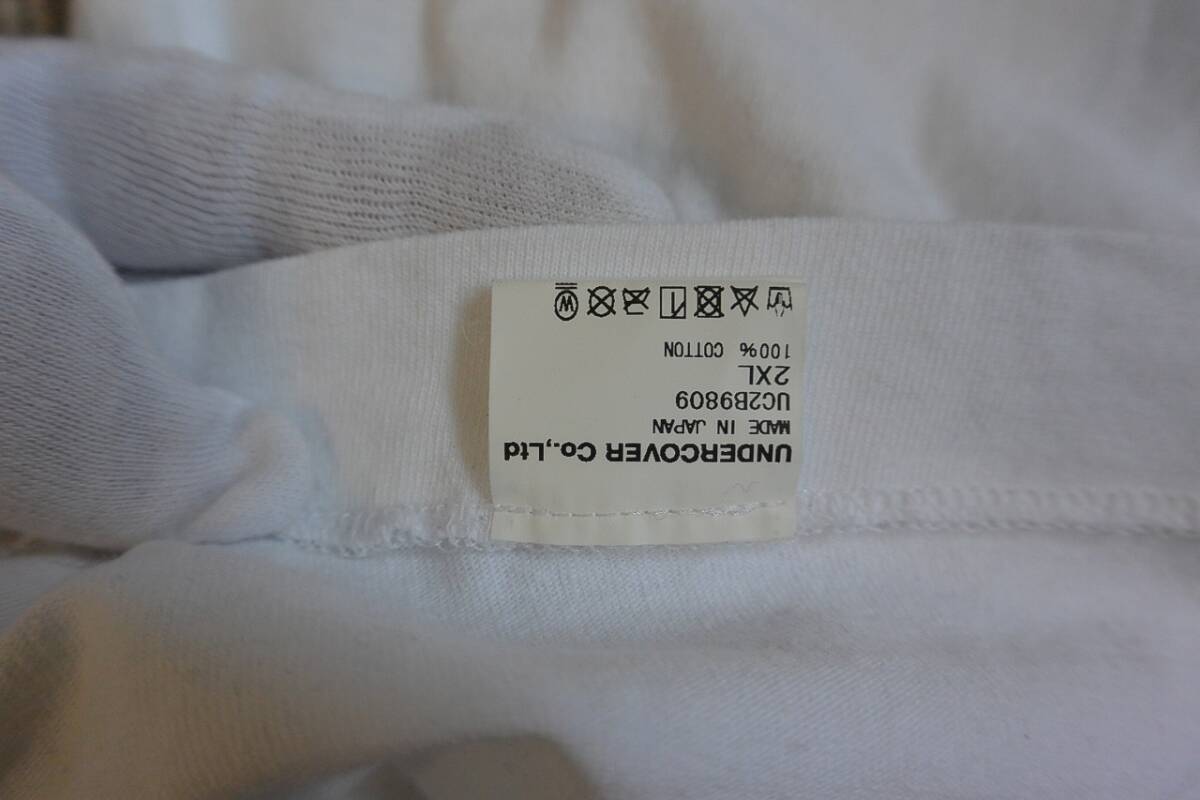 UNDERCOVER Co.,Ltd
MADE IN JAPAN
UC2B9809
2XL
100% COTTON
W